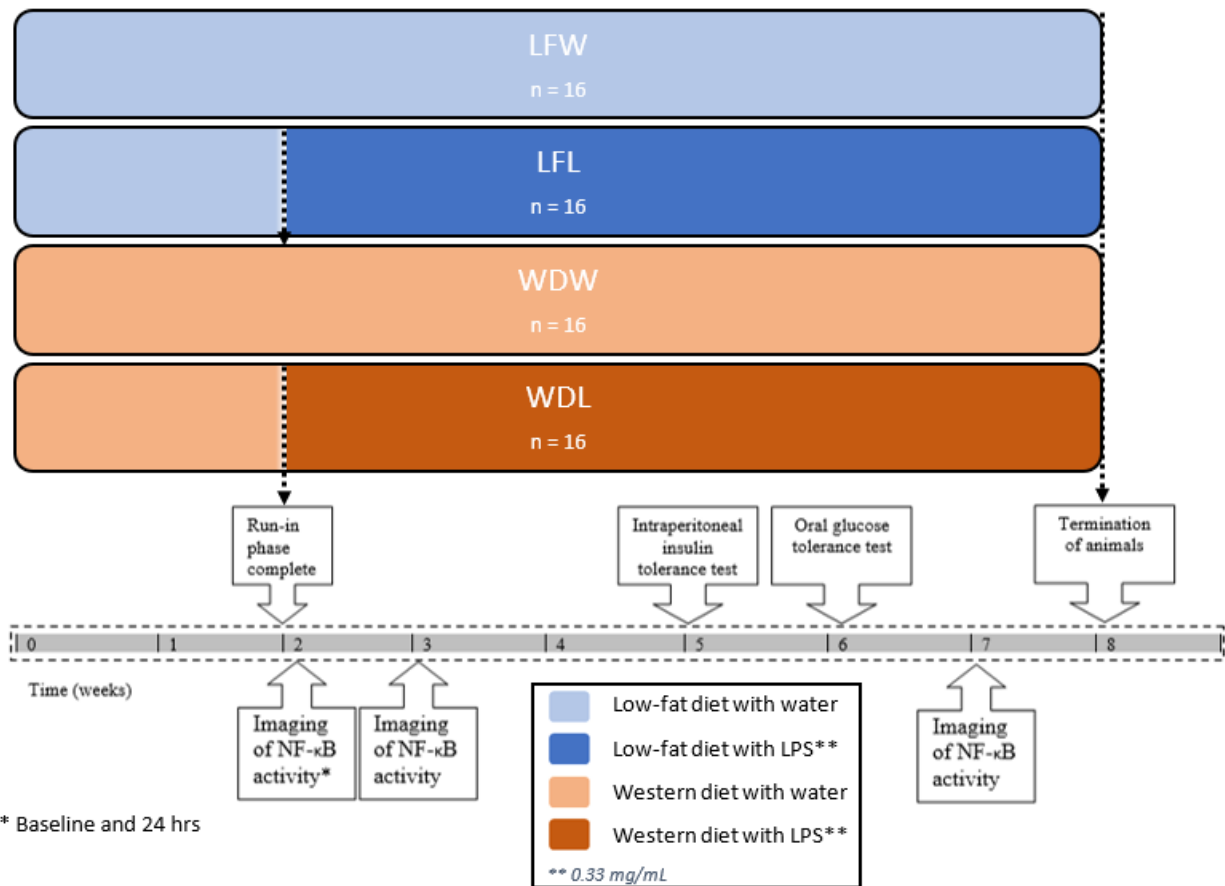 LFW
n = 16
LFL
n = 16
WDW
n = 16
WDL
n = 16
Run-in
phase
complete
Intraperitoneal
insulin
tolerance test
Oral glucose
tolerance test
Termination
of animals
0 1 2 3 4 5 6 7 8
Time (weeks)
Imaging
of NF-κB
activity*
Imaging
of NF-κB
activity
Low-fat diet with water
Low-fat diet with LPS**
Western diet with water
Western diet with LPS**
** 0.33 mg/mL
Imaging
of NF-κB
activity
* Baseline and 24 hrs